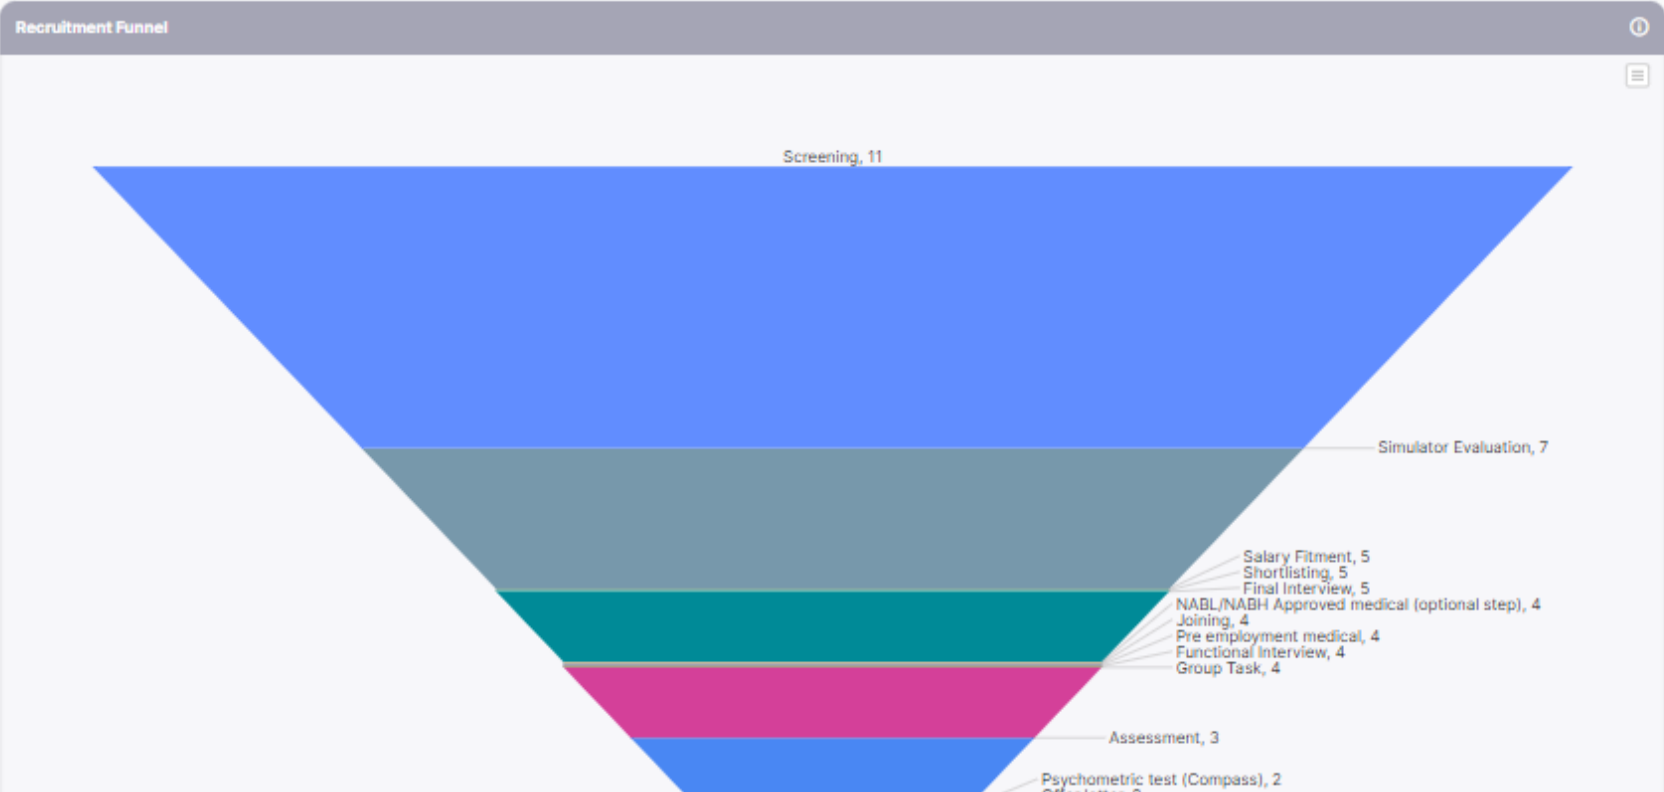 Recruitment Funnel
Screening, 11
Simulator Evaluation, 7
Salary Fitment, 5
Shortlisting, 5
Final Interview, 5
NABL/NABH Approved medical (optional step), 4
Joining, 4
Pre employment medical, 4
Functional Interview, 4
Group Task, 4
Assessment, 3
Psychometric test (Compass), 2